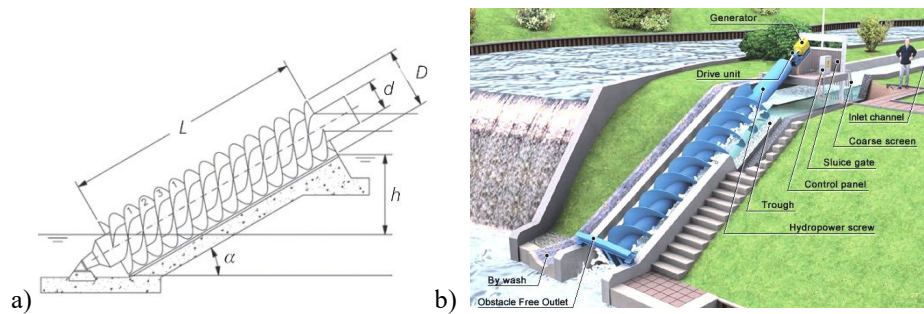 a)
L
D
d
1 2 3 1
h
α
b)
Generator
Drive unit
Inlet channel
Coarse screen
Sluice gate
Control panel
Trough
Hydropower screw
By wash
Obstacle Free Outlet